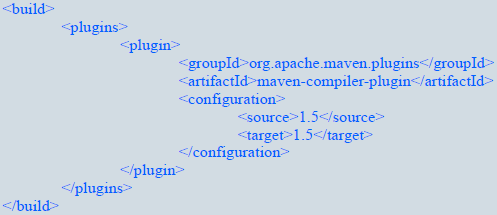 <build>
<plugins>
<plugin>
<groupId>org.apache.maven.plugins</groupId>
<artifactId>maven-compiler-plugin</artifactId>
<configuration>
<source>1.5</source>
<target>1.5</target>
</configuration>
</plugin>
</plugins>
</build>